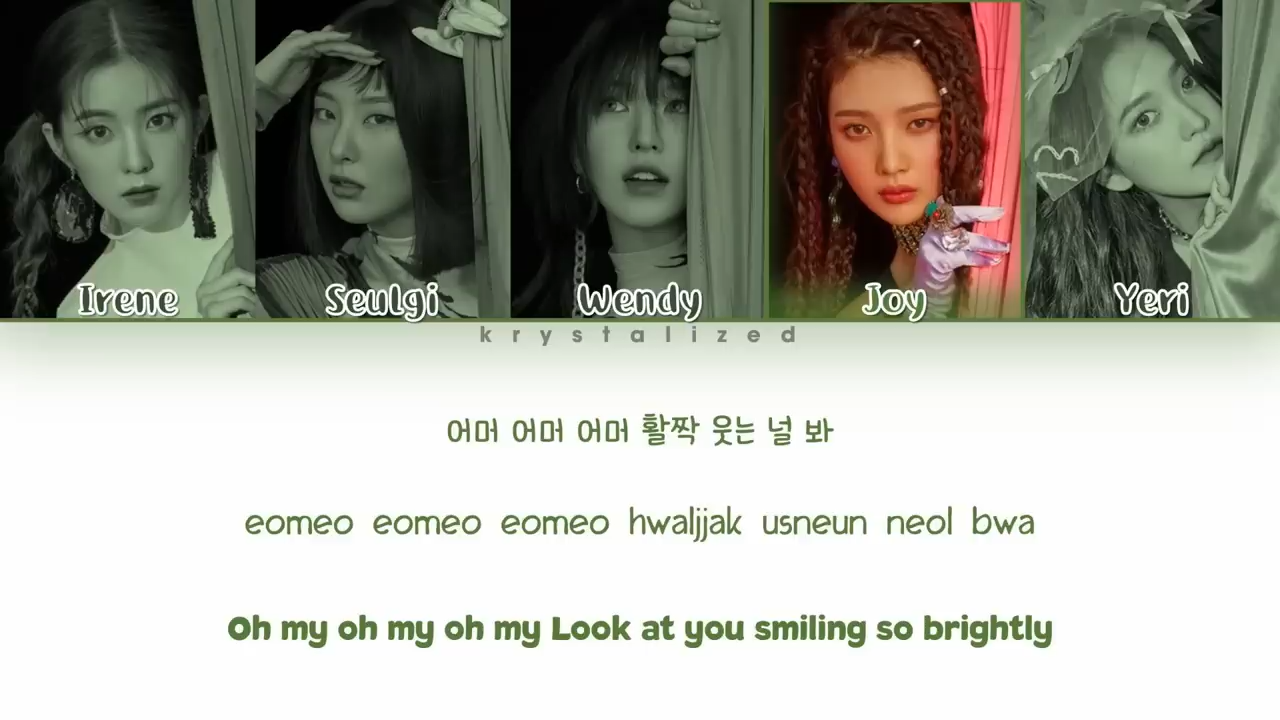 Irene Seulgi Wendy Joy Yeri
krystalized
어머 어머 어머 활짝 웃는 널 봐
eomeo eomeo eomeo hwaljjak usneun neol bwa
Oh my oh my oh my Look at you smiling so brightly